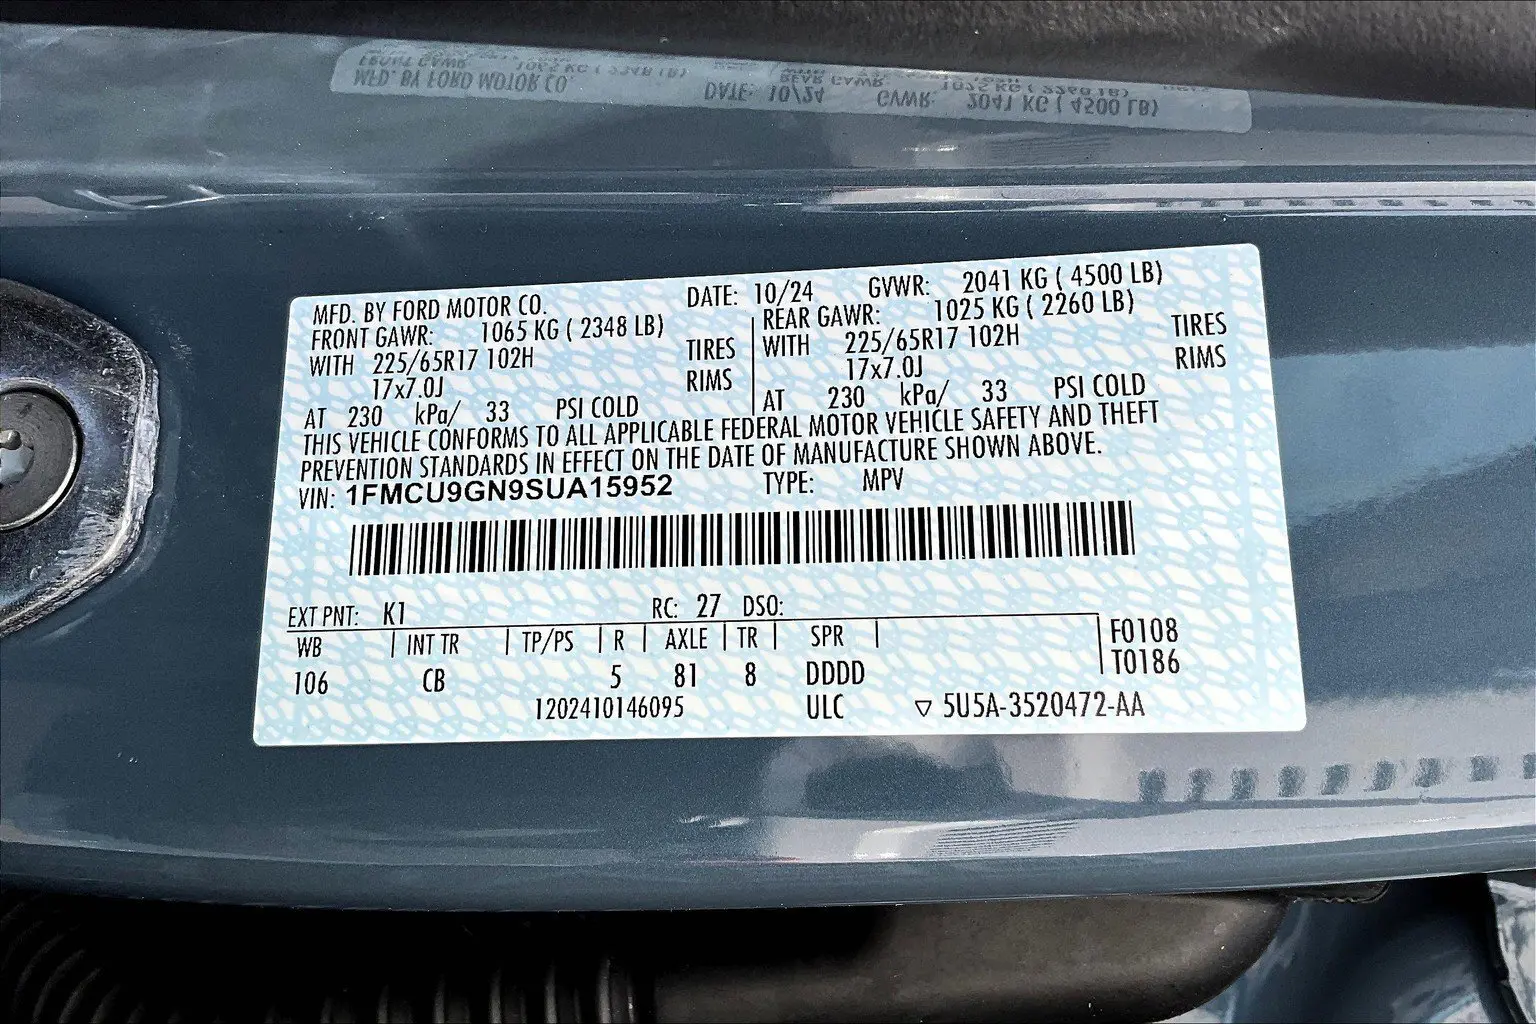 MFD. BY FORD MOTOR CO. DATE: 10/24 GVWR: 2041 KG ( 4500 LB)
FRONT GAWR: 1065 KG ( 2348 LB) REAR GAWR: 1025 KG ( 2260 LB)
WITH 225/65R17 102H TIRES WITH 225/65R17 102H TIRES
17x7.0J RIMS 17x7.0J RIMS
AT 230 kPa/ 33 PSI COLD AT 230 kPa/ 33 PSI COLD
THIS VEHICLE CONFORMS TO ALL APPLICABLE FEDERAL MOTOR VEHICLE SAFETY AND THEFT
PREVENTION STANDARDS IN EFFECT ON THE DATE OF MANUFACTURE SHOWN ABOVE.
VIN: 1FMCU9GN9SUA15952 TYPE: MPV
EXT PNT: K1 RC: 27 DSO:
WB INT TR TP/PS R AXLE TR SPR F0108
106 CB 5 81 8 DDDD T0186
1202410146095 ULC ▽ 5U5A-3520472-AA